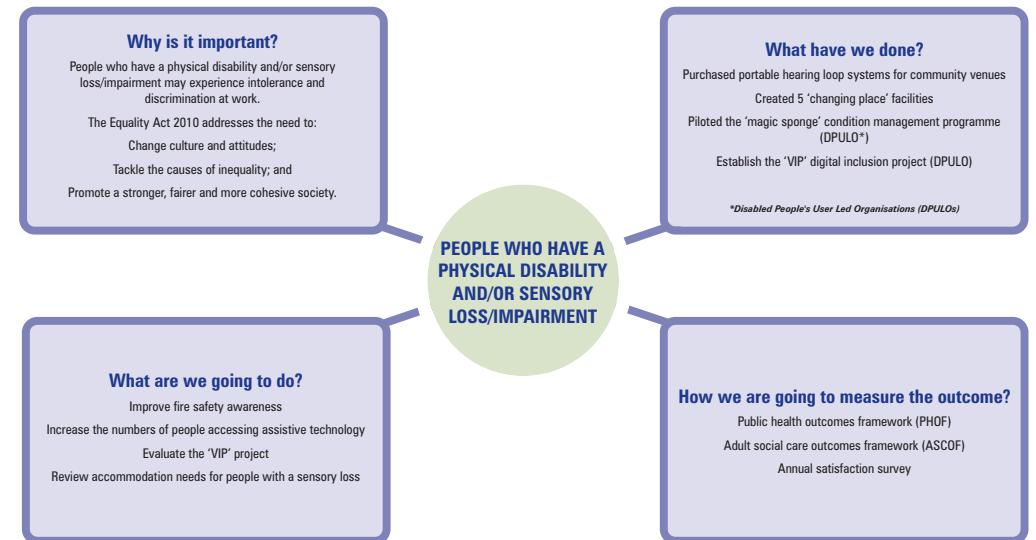 Why is it important?
People who have a physical disability and/or sensory
loss/impairment may experience intolerance and
discrimination at work.
The Equality Act 2010 addresses the need to:
Change culture and attitudes;
Tackle the causes of inequality; and
Promote a stronger, fairer and more cohesive society.
What have we done?
Purchased portable hearing loop systems for community venues
Created 5 ‘changing place’ facilities
Piloted the ‘magic sponge’ condition management programme
(DPULO*)
Establish the ‘VIP’ digital inclusion project (DPULO)
*Disabled People's User Led Organisations (DPULOs)
PEOPLE WHO HAVE A
PHYSICAL DISABILITY
AND/OR SENSORY
LOSS/IMPAIRMENT
What are we going to do?
Improve fire safety awareness
Increase the numbers of people accessing assistive technology
Evaluate the ‘VIP’ project
Review accommodation needs for people with a sensory loss
How we are going to measure the outcome?
Public health outcomes framework (PHOF)
Adult social care outcomes framework (ASCOF)
Annual satisfaction survey